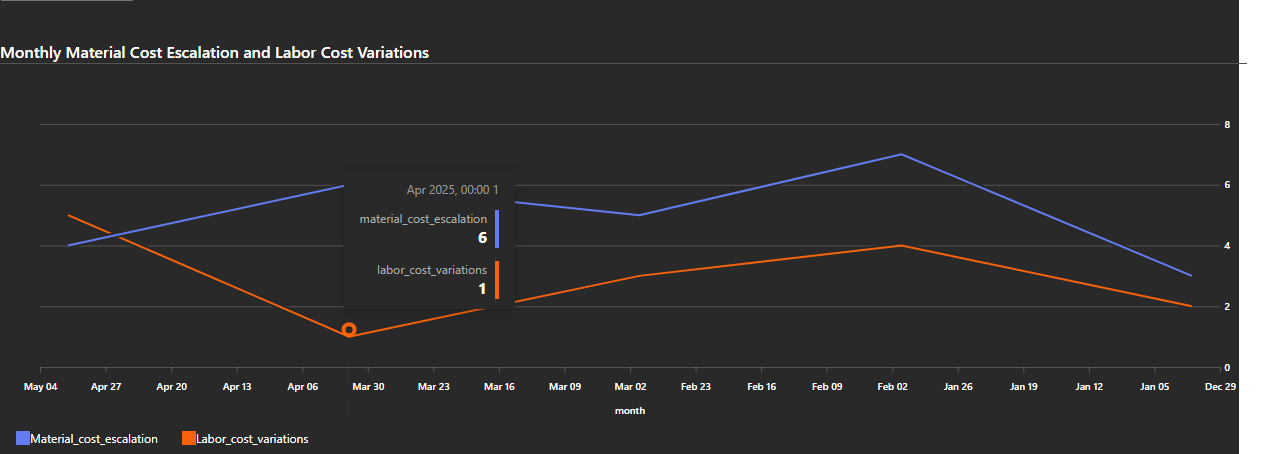 Monthly Material Cost Escalation and Labor Cost Variations
8
Apr 2025, 00:00 1
6
material_cost_escalation
6
4
labor_cost_variations
1
2
0
May 04 Apr 27 Apr 20 Apr 13 Apr 06 Mar 30 Mar 23 Mar 16 Mar 09 Mar 02 Feb 23 Feb 16 Feb 09 Feb 02 Jan 26 Jan 19 Jan 12 Jan 05 Dec 29
month
Material_cost_escalation Labor_cost_variations